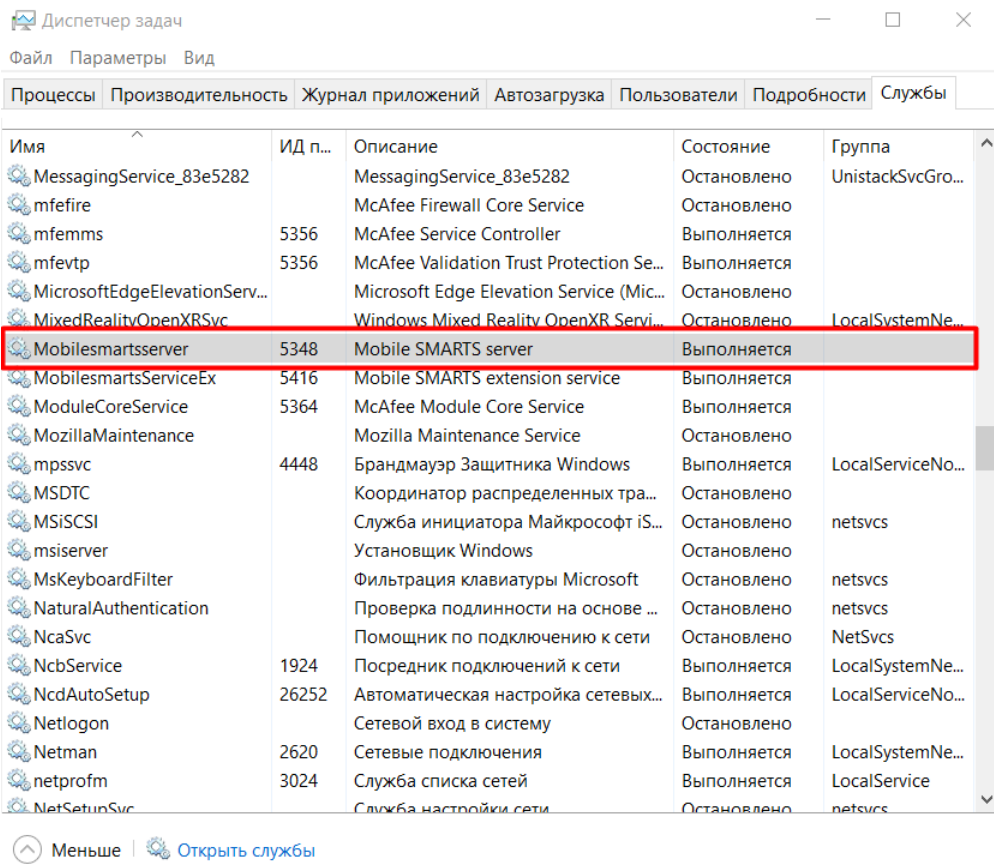 Диспетчер задач
Файл Параметры Вид
Процессы Производительность Журнал приложений Автозагрузка Пользователи Подробности Службы
Имя ИД п... Описание Состояние Группа
MessagingService_83e5282 MessagingService_83e5282 Остановлено UnistackSvcGro...
mfefire McAfee Firewall Core Service Остановлено
mfemms 5356 McAfee Service Controller Выполняется
mfevtp 5356 McAfee Validation Trust Protection Se... Выполняется
MicrosoftEdgeElevationServ... Microsoft Edge Elevation Service (Mic... Остановлено
MixedRealityOpenXRSvc Windows Mixed Reality OpenXR Servi... Остановлено LocalSystemNe...
Mobilesmartsserver 5348 Mobile SMARTS server Выполняется
MobilesmartsServiceEx 5416 Mobile SMARTS extension service Выполняется
ModuleCoreService 5364 McAfee Module Core Service Выполняется
MozillaMaintenance Mozilla Maintenance Service Остановлено
mpssvc 4448 Брандмауэр Защитника Windows Выполняется LocalServiceNo...
MSDTC Координатор распределенных тра... Остановлено
MSiSCSI Служба инициатора Майкрософт iS... Остановлено netsvcs
msiserver Установщик Windows Остановлено
MsKeyboardFilter Фильтрация клавиатуры Microsoft Остановлено netsvcs
NaturalAuthentication Проверка подлинности на основе ... Остановлено netsvcs
NcaSvc Помощник по подключению к сети Остановлено NetSvcs
NcbService 1924 Посредник подключений к сети Выполняется LocalSystemNe...
NcdAutoSetup 26252 Автоматическая настройка сетевых... Выполняется LocalServiceNo...
Netlogon Сетевой вход в систему Остановлено
Netman 2620 Сетевые подключения Выполняется LocalSystemNe...
netprofm 3024 Служба списка сетей Выполняется LocalService
NetSetupSvc Служба настройки сети Остановлено netsvcs
Меньше Открыть службы